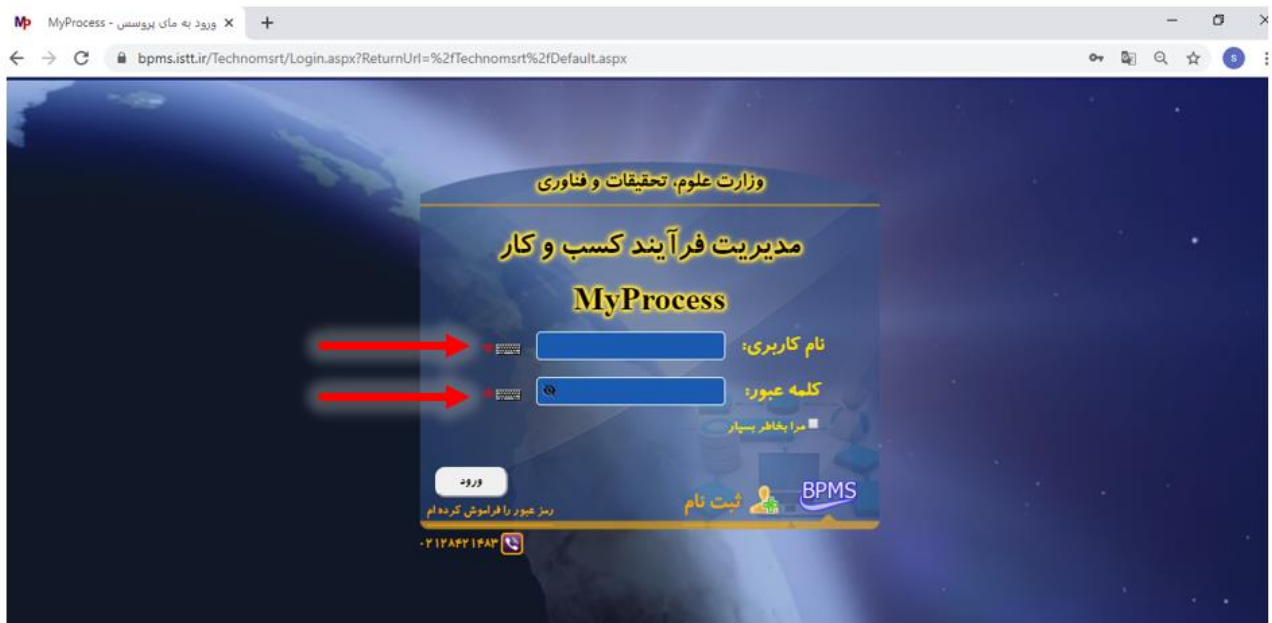 ورود به مای پروسس - MyProcess
bpms.istt.ir/Technomsrt/Login.aspx?ReturnUrl=%2fTechnomsrt%2fDefault.aspx
S
وزارت علوم، تحقیقات و فناوری
مدیریت فرآیند کسب و کار
MyProcess
نام کاربری:
کلمه عبور:
مرا بخاطر بسپار
ورود
BPMS
ثبت نام
رمز عبور را فراموش کرده ام
۰۲۱۲۸۴۲۱۴۸۳